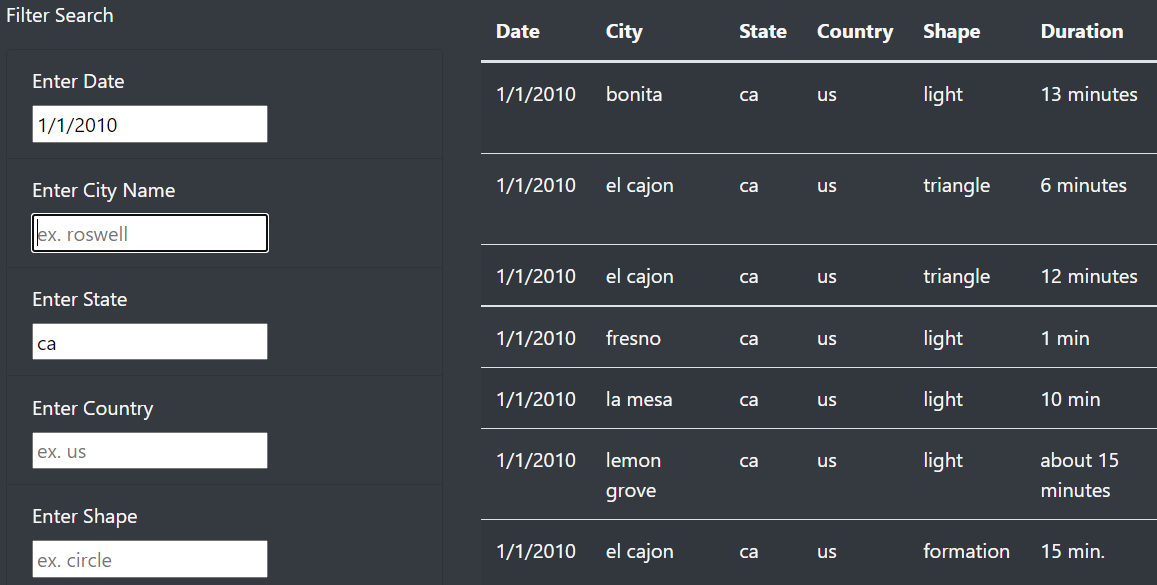 Filter Search
Enter Date
1/1/2010
Enter City Name
ex. roswell
Enter State
ca
Enter Country
ex. us
Enter Shape
ex. circle
Date City State Country Shape Duration
1/1/2010 bonita ca us light 13 minutes
1/1/2010 el cajon ca us triangle 6 minutes
1/1/2010 el cajon ca us triangle 12 minutes
1/1/2010 fresno ca us light 1 min
1/1/2010 la mesa ca us light 10 min
1/1/2010 lemon ca us light about 15
grove minutes
1/1/2010 el cajon ca us formation 15 min.